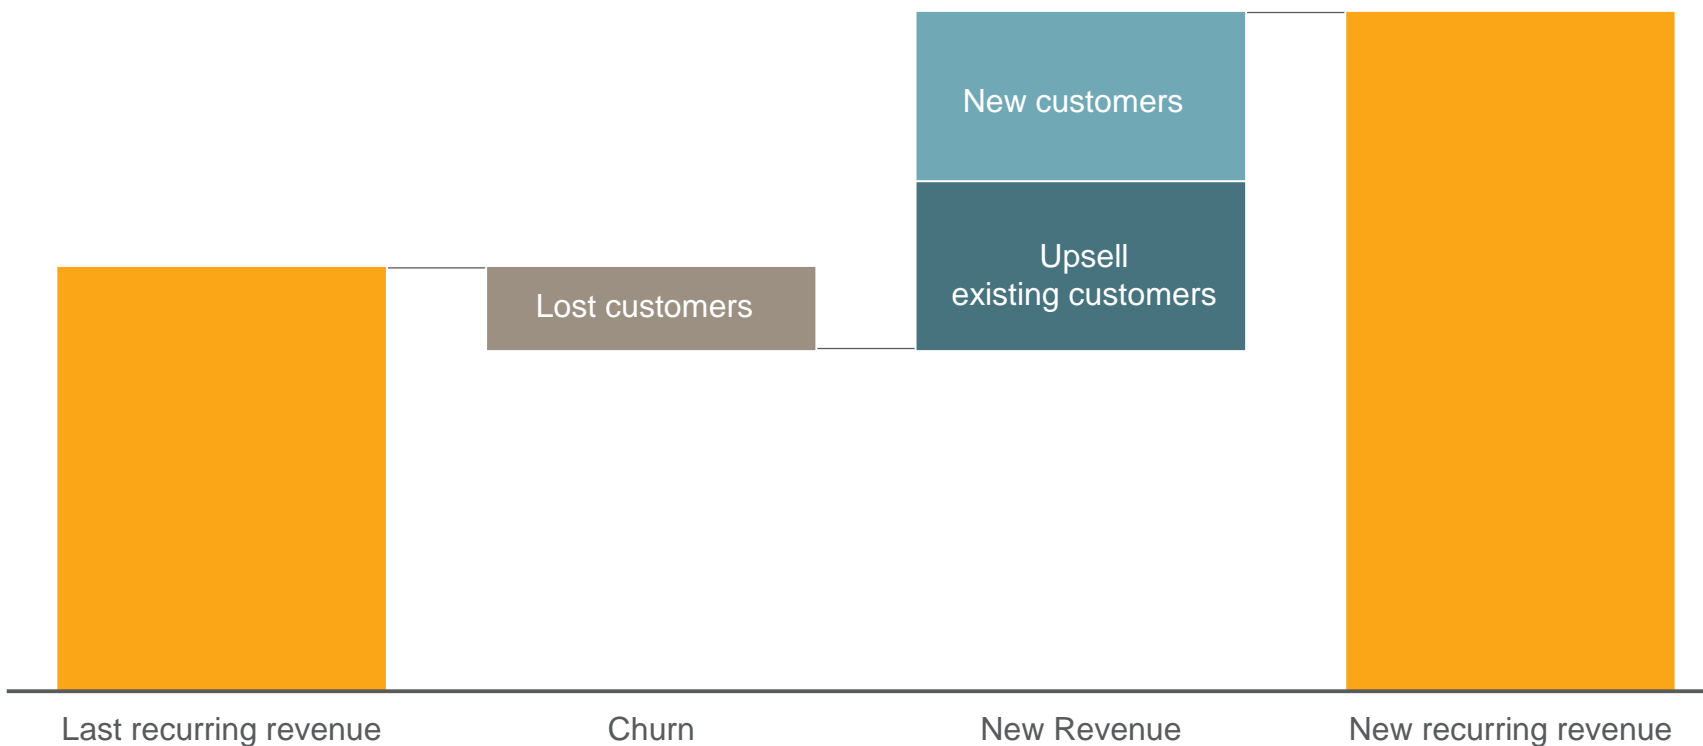 New customers
Upsell
existing customers
Lost customers
Last recurring revenue
Churn
New Revenue
New recurring revenue